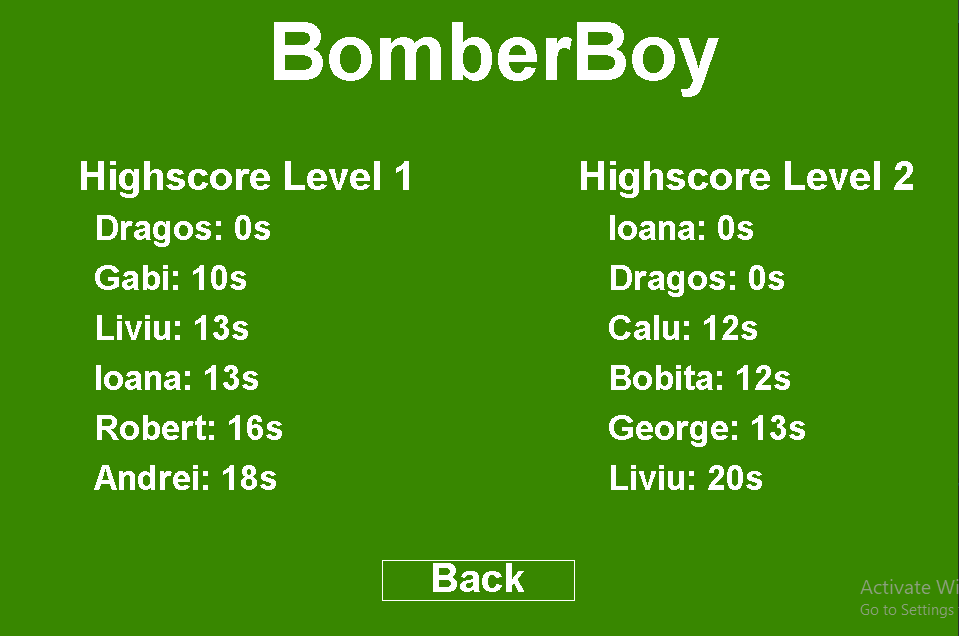 BomberBoy
Highscore Level 1
Dragos: 0s
Gabi: 10s
Liviu: 13s
Ioana: 13s
Robert: 16s
Andrei: 18s
Highscore Level 2
Ioana: 0s
Dragos: 0s
Calu: 12s
Bobita: 12s
George: 13s
Liviu: 20s
Back
Activate Wi
Go to Settings